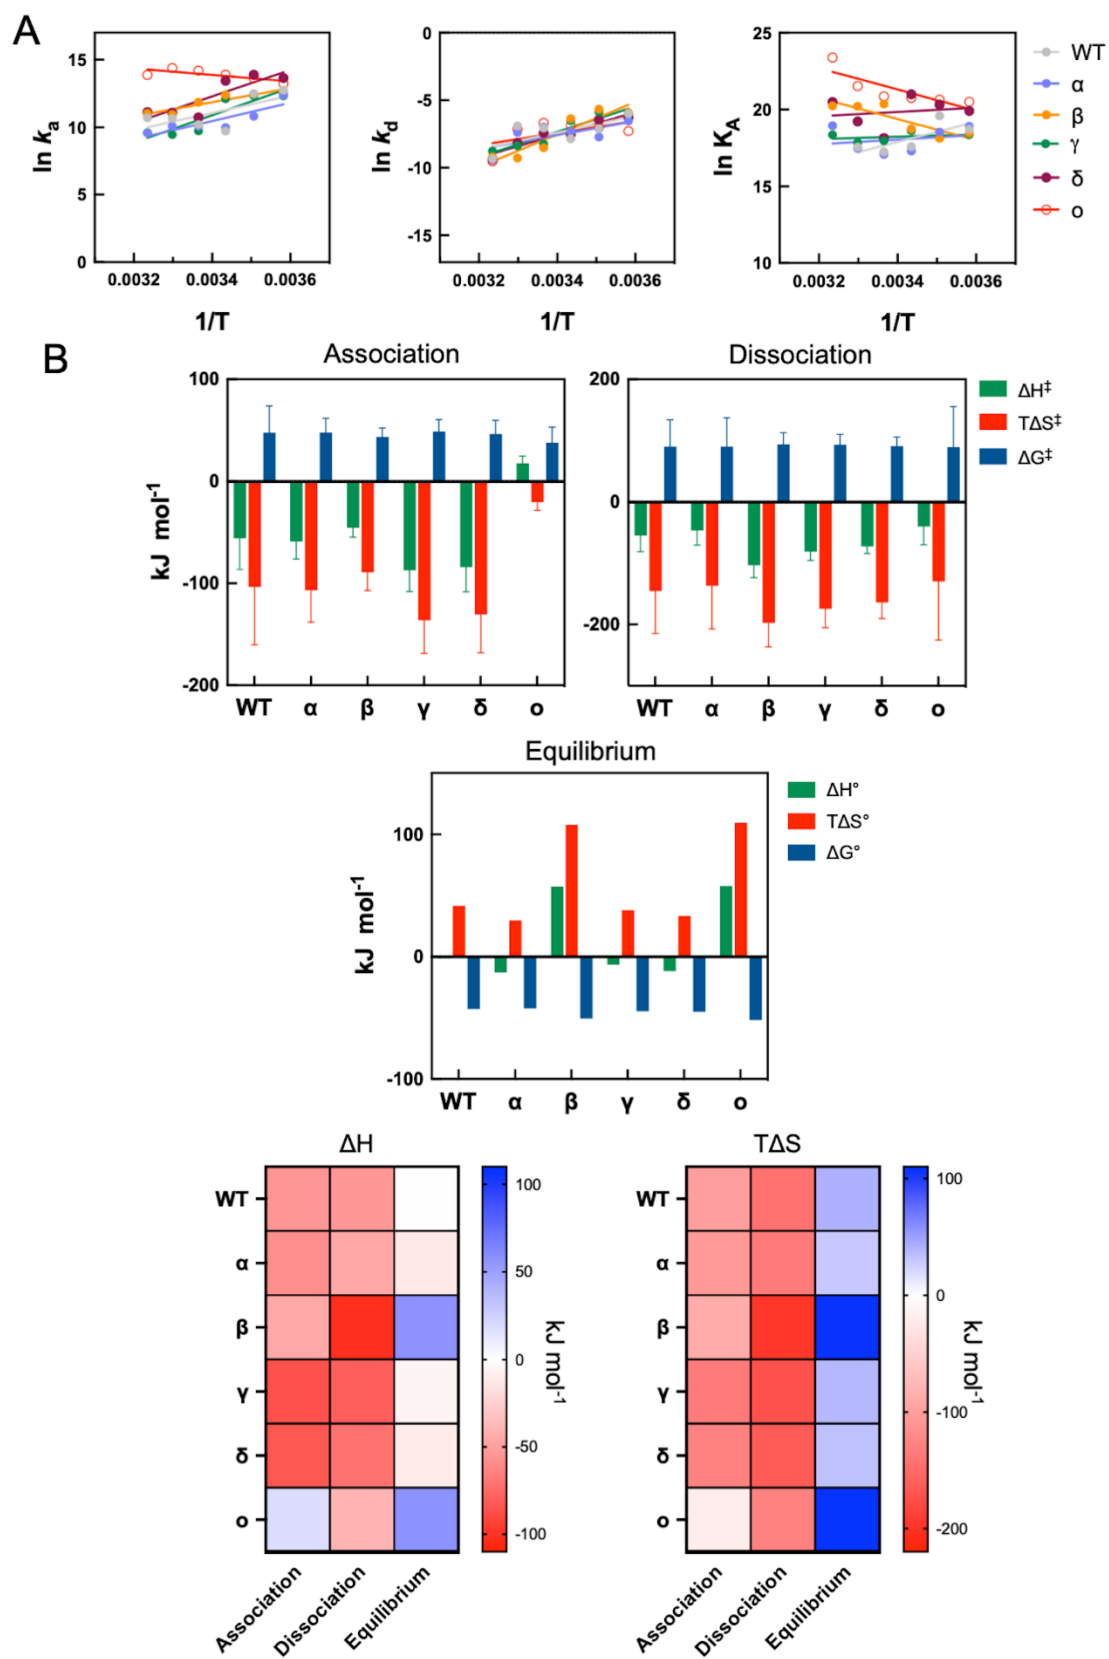 A
ln ka
15
10
5
0
0.0032 0.0034 0.0036
1/T
ln kd
0
-5
-10
-15
0.0032 0.0034 0.0036
1/T
ln KA
25
20
15
10
0.0032 0.0034 0.0036
1/T
WT
α
β
γ
δ
o
B
Association
kJ mol-1
100
0
-100
-200
WT α β γ δ o
Dissociation
200
0
-200
WT α β γ δ o
ΔH‡
TΔS‡
ΔG‡
Equilibrium
kJ mol-1
100
0
-100
WT α β γ δ o
ΔH°
TΔS°
ΔG°
ΔH
WT
α
β
γ
δ
o
Association Dissociation Equilibrium
100
50
0
-50
-100
kJ mol-1
TΔS
WT
α
β
γ
δ
o
Association Dissociation Equilibrium
100
0
-100
-200
kJ mol-1